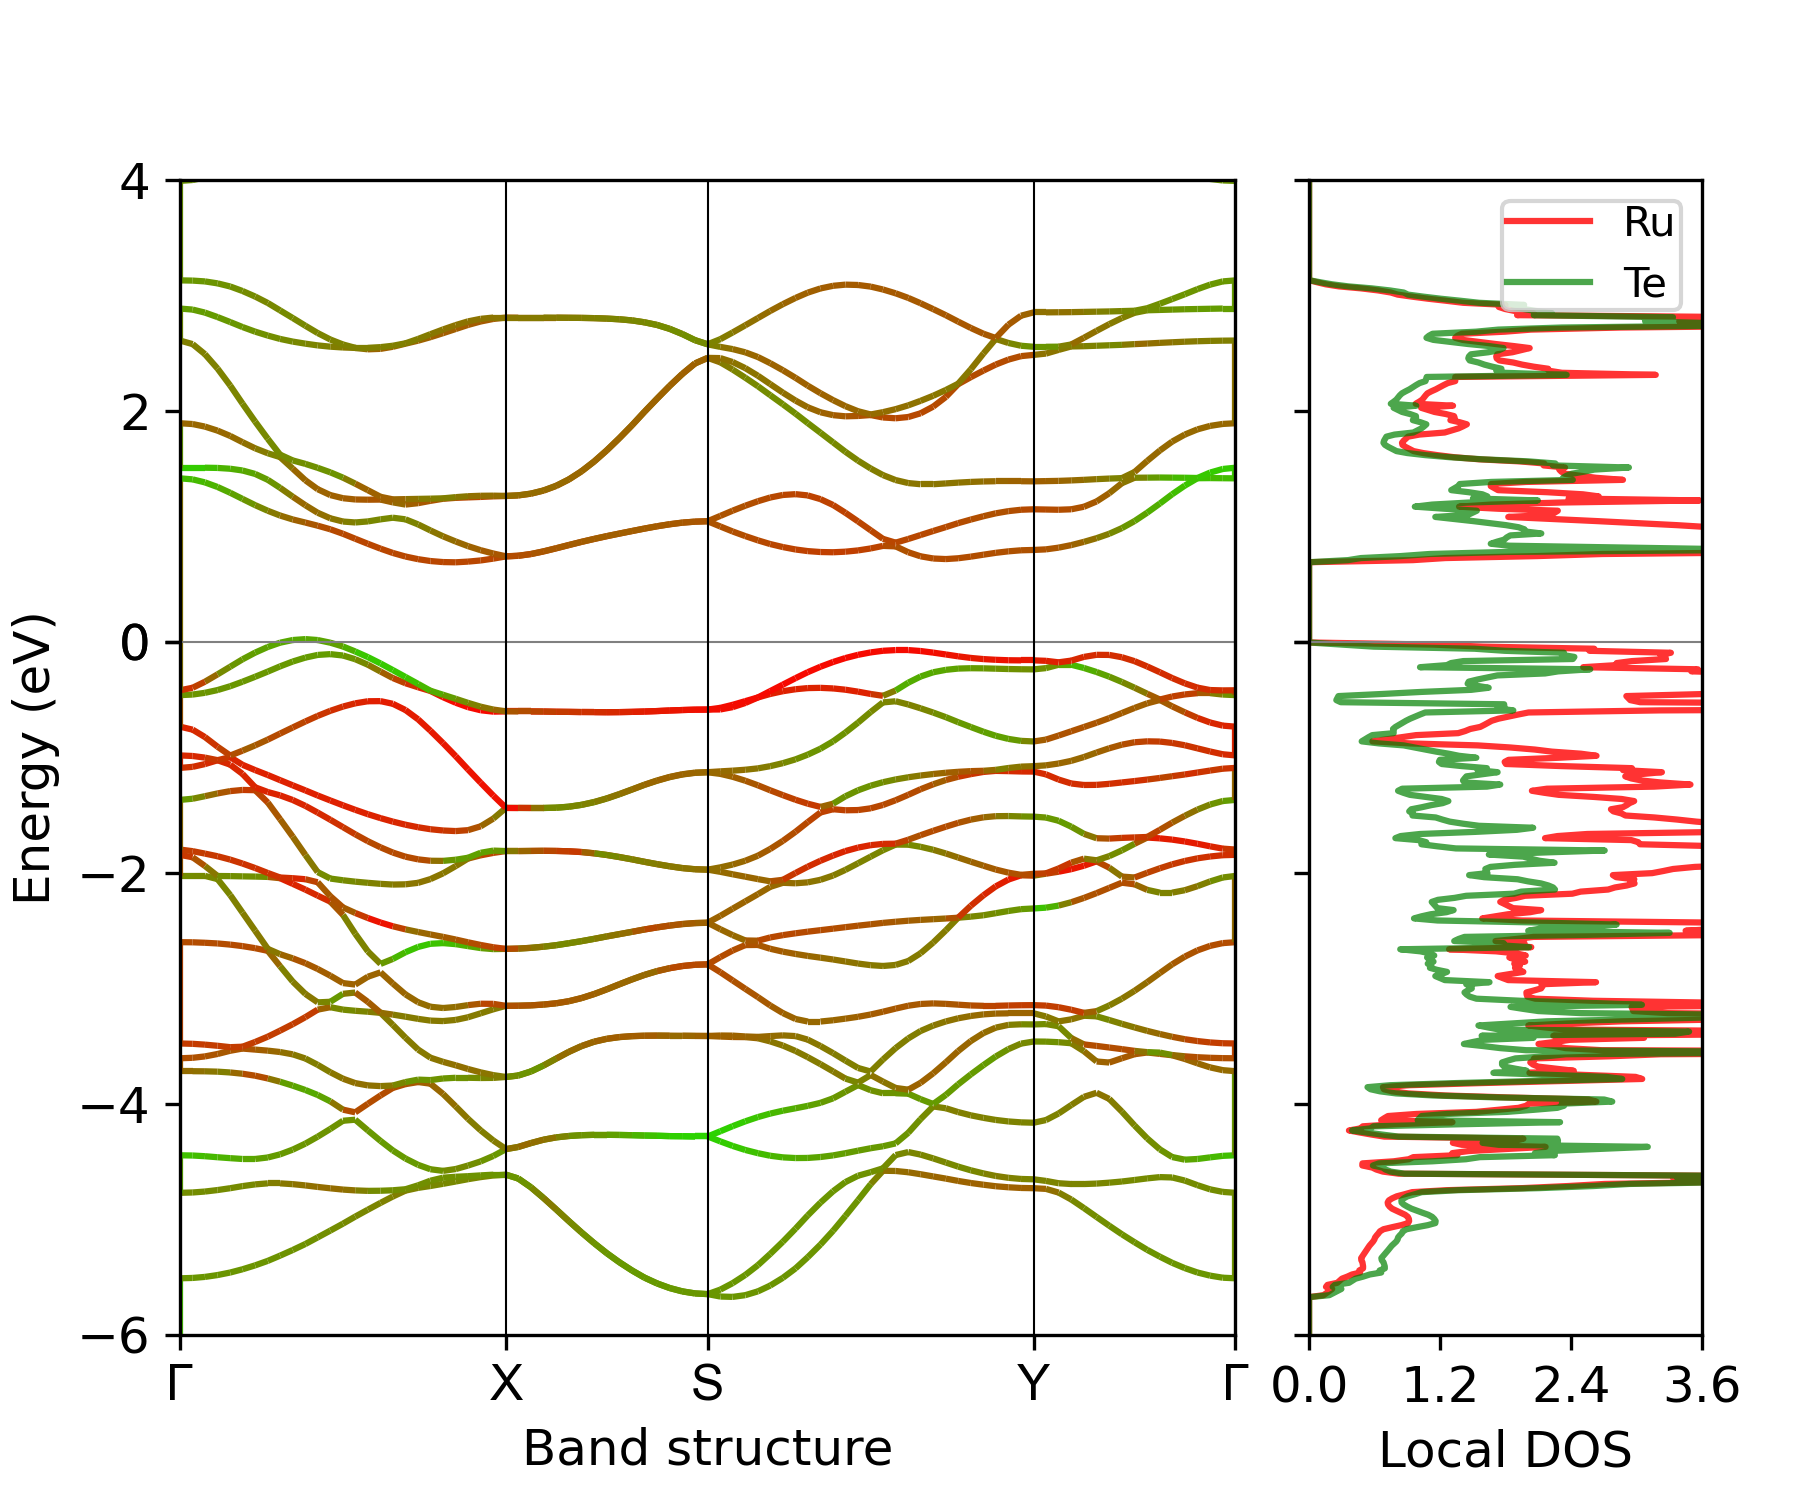 4
2
0
−2
−4
−6
Energy (eV)
Γ X S Y Γ
Band structure
Ru
Te
0.0 1.2 2.4 3.6
Local DOS